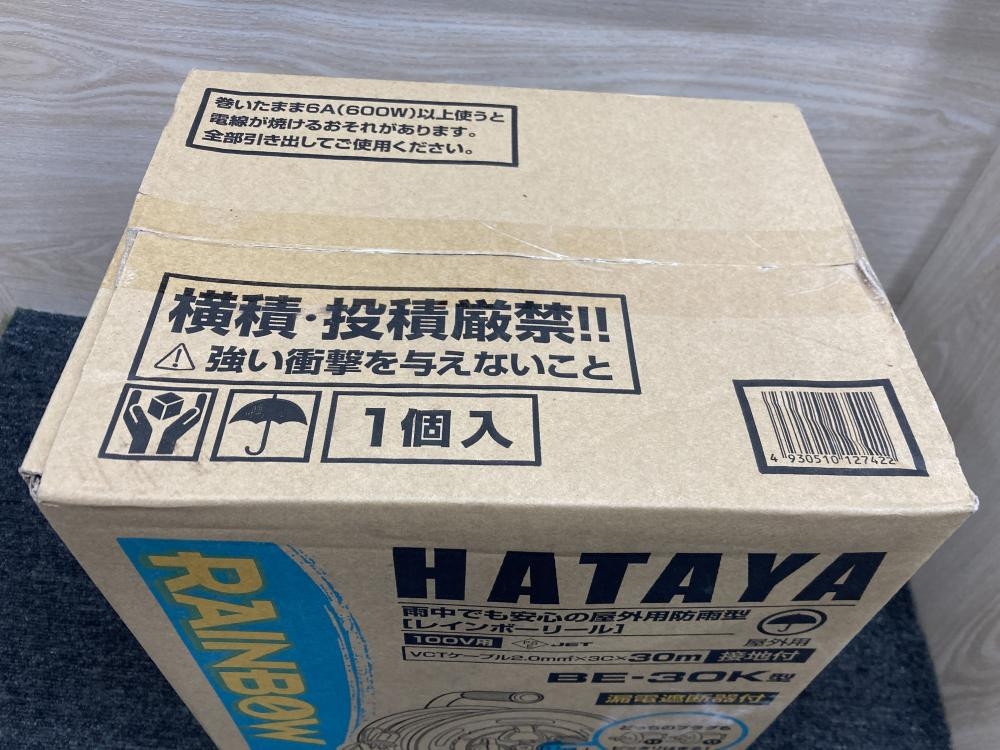 巻いたまま6A(600W)以上使うと
電線が焼けるおそれがあります。
全部引き出してご使用ください。
横積・投積厳禁!!
強い衝撃を与えないこと
1個入
4 930510 127422
RAINBOW
HATAYA
雨中でも安心の屋外用防雨型
[レインボーリール]
屋外用
100V用 JET
VCTケーブル2.0mm²×3C×30m 接地付
BE-30K型
漏電遮断器付